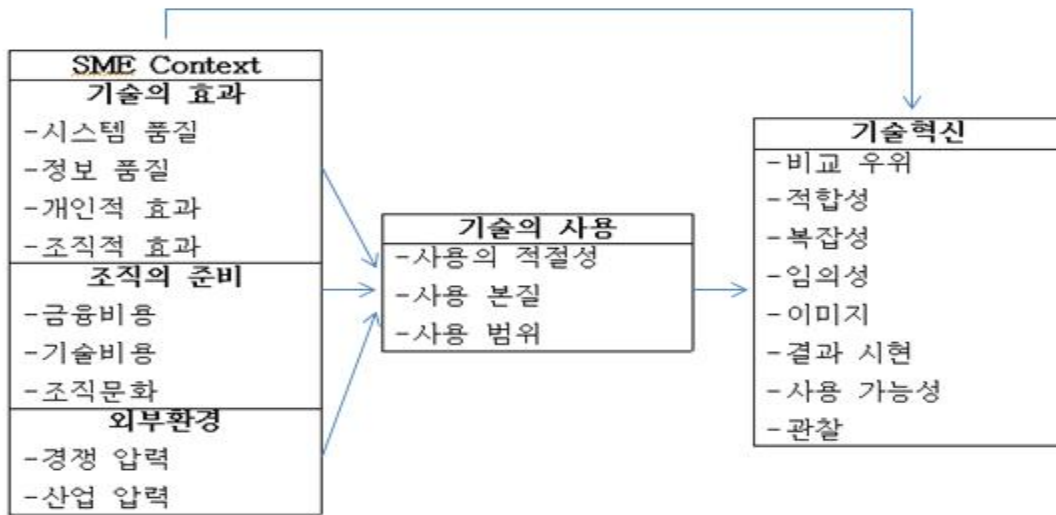 SME Context
기술의 효과
-시스템 품질
-정보 품질
-개인적 효과
-조직적 효과
조직의 준비
-금융비용
-기술비용
-조직문화
외부환경
-경쟁 압력
-산업 압력
기술의 사용
-사용의 적절성
-사용 본질
-사용 범위
기술혁신
-비교 우위
-적합성
-복잡성
-임의성
-이미지
-결과 시현
-사용 가능성
-관찰